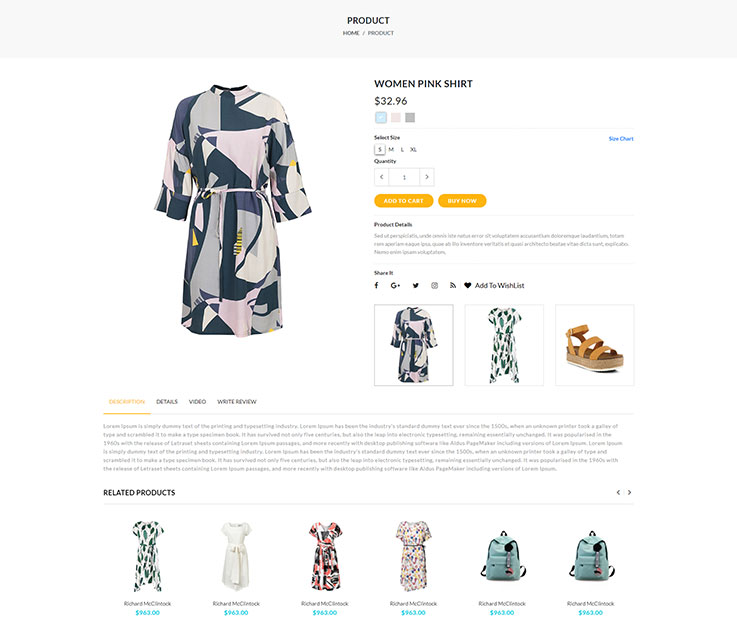 PRODUCT
HOME / PRODUCT
WOMEN PINK SHIRT
$32.96
Select Size
Size Chart
S M L XL
Quantity
1
ADD TO CART BUY NOW
Product Details
Sed ut perspiciatis, unde omnis iste natus error sit voluptatem accusantium doloremque laudantium, totam
rem aperiam eaque ipsa, quae ab illo inventore veritatis et quasi architecto beatae vitae dicta sunt, explicabo.
Nemo enim ipsam voluptatem,
Share It
Add To WishList
DESCRIPTION DETAILS VIDEO WRITE REVIEW
Lorem Ipsum is simply dummy text of the printing and typesetting industry. Lorem Ipsum has been the industry's standard dummy text ever since the 1500s, when an unknown printer took a galley of
type and scrambled it to make a type specimen book. It has survived not only five centuries, but also the leap into electronic typesetting, remaining essentially unchanged. It was popularised in the
1960s with the release of Letraset sheets containing Lorem Ipsum passages, and more recently with desktop publishing software like Aldus PageMaker including versions of Lorem Ipsum. Lorem Ipsum
is simply dummy text of the printing and typesetting industry. Lorem Ipsum has been the industry's standard dummy text ever since the 1500s, when an unknown printer took a galley of type and
scrambled it to make a type specimen book. It has survived not only five centuries, but also the leap into electronic typesetting, remaining essentially unchanged. It was popularised in the 1960s with
the release of Letraset sheets containing Lorem Ipsum passages, and more recently with desktop publishing software like Aldus PageMaker including versions of Lorem Ipsum.
RELATED PRODUCTS
Richard McClintock Richard McClintock Richard McClintock Richard McClintock Richard McClintock Richard McClintock
$963.00 $963.00 $963.00 $963.00 $963.00 $963.00